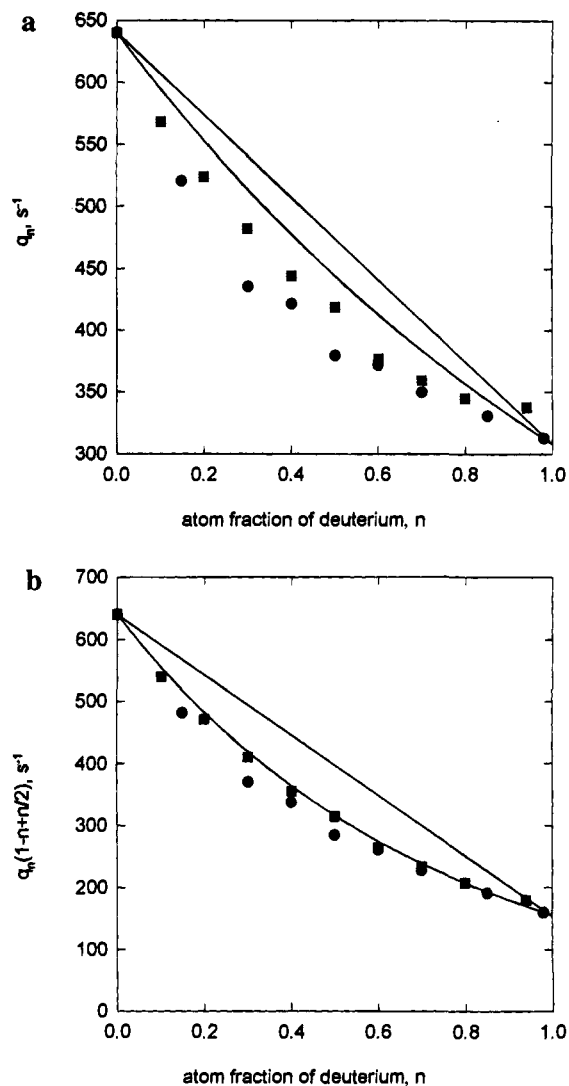 a
650
600
550
500
450
400
350
300
qₙ, s⁻¹
0.0 0.2 0.4 0.6 0.8 1.0
atom fraction of deuterium, n
b
700
600
500
400
300
200
100
0
qₙ(1-n+n/2), s⁻¹
0.0 0.2 0.4 0.6 0.8 1.0
atom fraction of deuterium, n